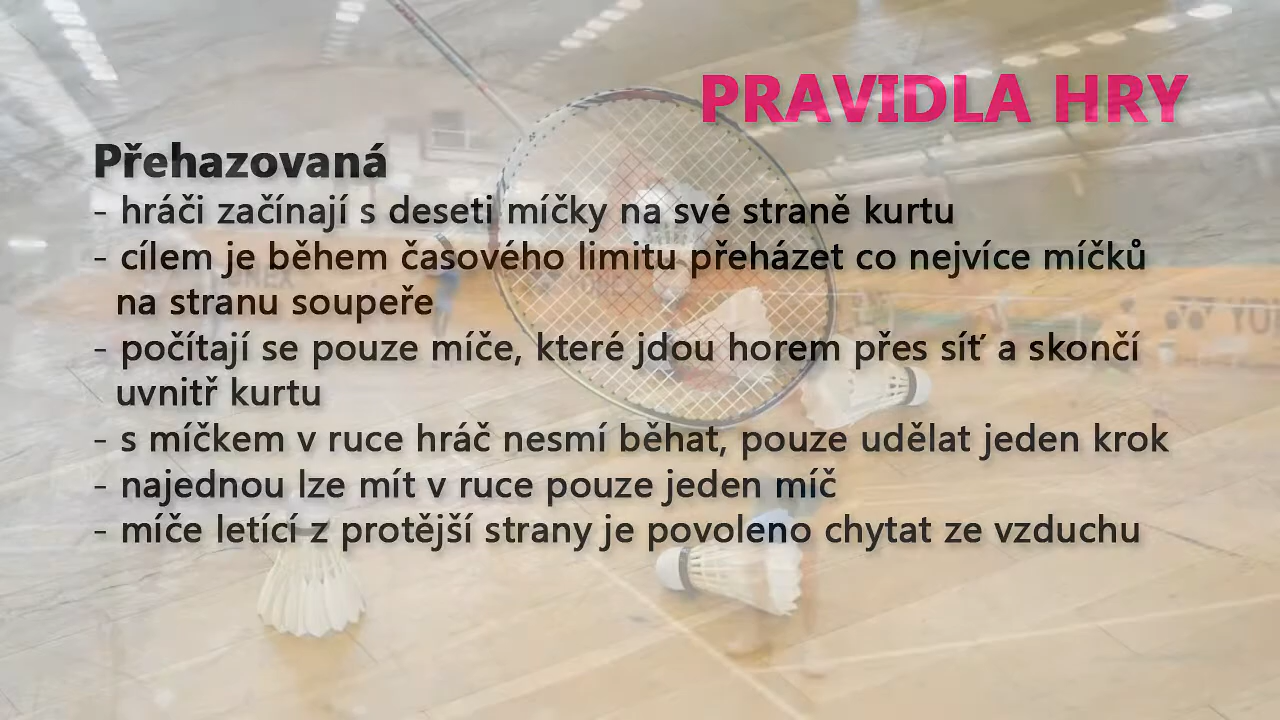 PRAVIDLA HRY
Přehazovaná
- hráči začínají s deseti míčky na své straně kurtu
- cílem je během časového limitu přeházet co nejvíce míčků
na stranu soupeře
- počítají se pouze míče, které jdou horem přes síť a skončí
uvnitř kurtu
- s míčkem v ruce hráč nesmí běhat, pouze udělat jeden krok
- najednou lze mít v ruce pouze jeden míč
- míče letící z protější strany je povoleno chytat ze vzduchu